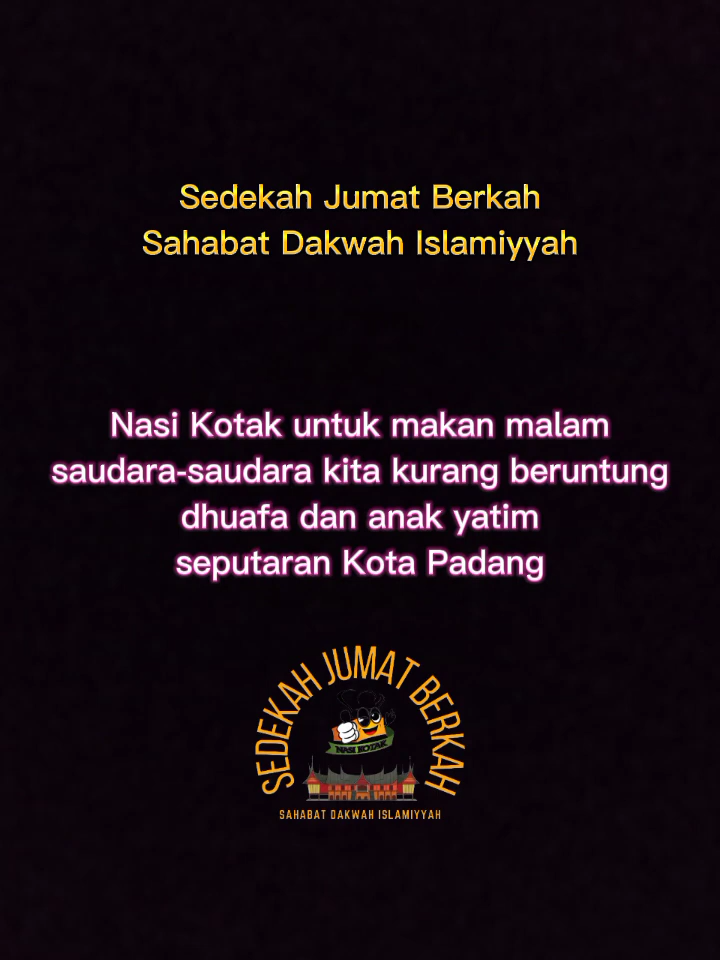 Sedekah Jumat Berkah
Sahabat Dakwah Islamiyyah
Nasi Kotak untuk makan malam
saudara-saudara kita kurang beruntung
dhuafa dan anak yatim
seputaran Kota Padang
SEDEKAH JUMAT BERKAH
NASI KOTAK
SAHABAT DAKWAH ISLAMIYYAH